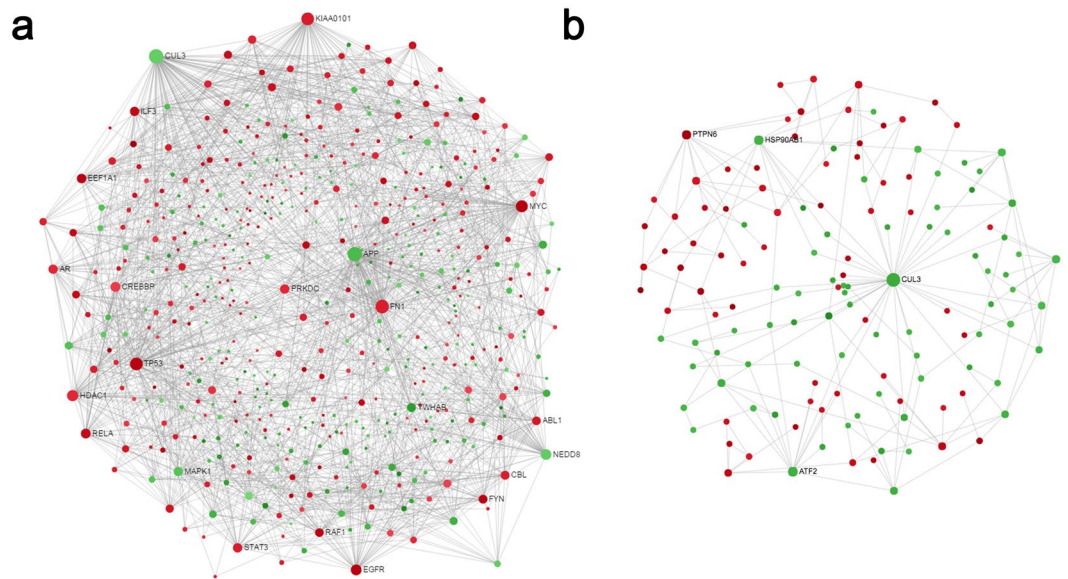 a
b
KIAA0101
CUL3
ILF3
EEF1A1
MYC
APP
AR
CREBBP
PRKDC
FN1
TP53
HDAC1
YWHAB
ABL1
RELA
NEDD8
MAPK1
CBL
FYN
RAF1
STAT3
EGFR
PTPN6
HSP90AB1
CUL3
ATF2